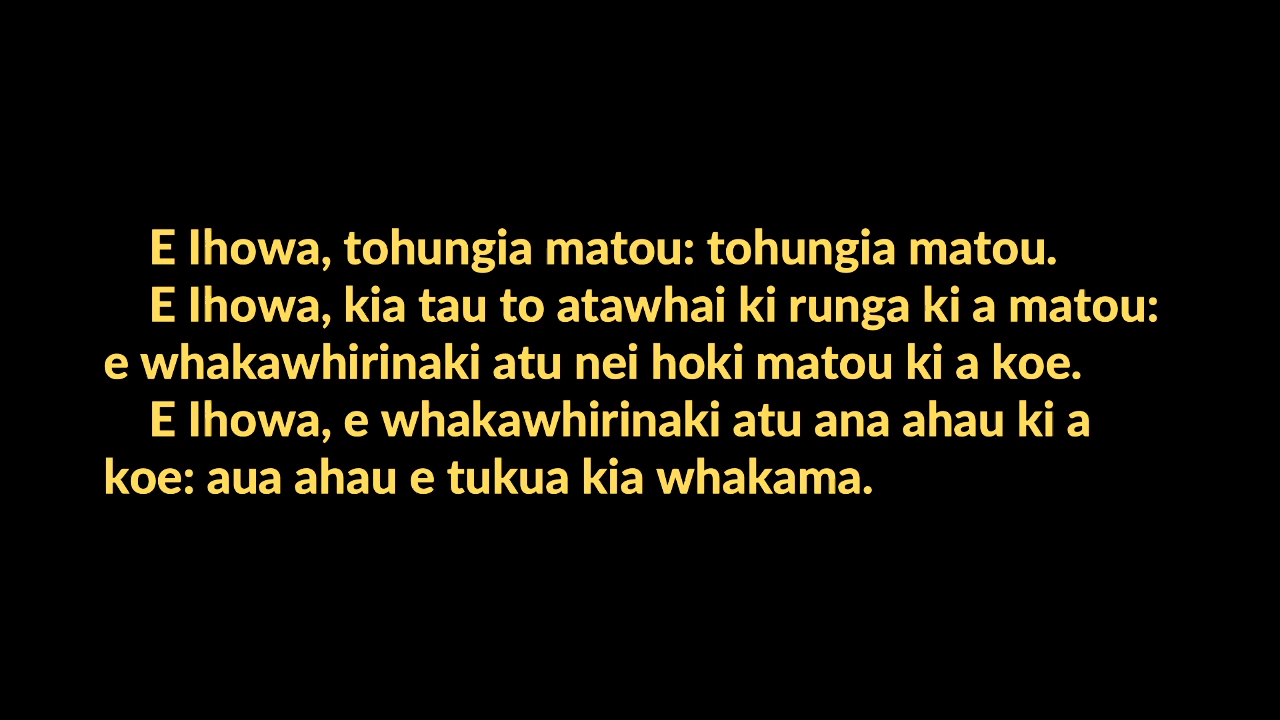 E Ihowa, tohungia matou: tohungia matou.
E Ihowa, kia tau to atawhai ki runga ki a matou:
e whakawhirinaki atu nei hoki matou ki a koe.
E Ihowa, e whakawhirinaki atu ana ahau ki a
koe: aua ahau e tukua kia whakama.